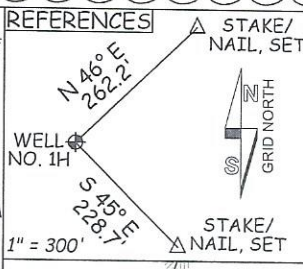 REFERENCES
STAKE/
NAIL, SET
N 46° E
262.2'
N
S
GRID NORTH
WELL
NO. 1H
S 45° E
228.7'
STAKE/
NAIL, SET
1" = 300'